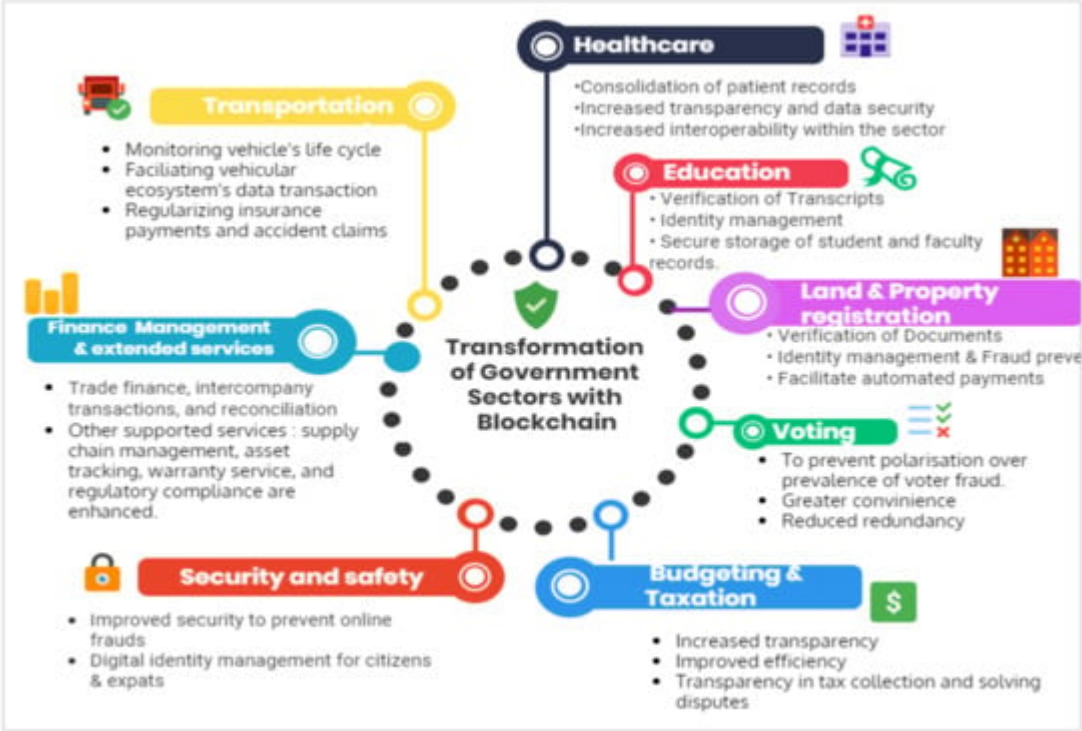 Healthcare
•Consolidation of patient records
•Increased transparency and data security
•Increased interoperability within the sector
Transportation
• Monitoring vehicle's life cycle
• Faciliating vehicular
ecosystem's data transaction
• Regularizing insurance
payments and accident claims
Education
• Verification of Transcripts
• Identity management
• Secure storage of student and faculty
records.
Land & Property
registration
• Verification of Documents
• Identity management & Fraud preve
• Facilitate automated payments
Finance Management
& extended services
• Trade finance, intercompany
transactions, and reconciliation
• Other supported services : supply
chain management, asset
tracking, warranty service, and
regulatory compliance are
enhanced.
Transformation
of Government
Sectors with
Blockchain
Voting
• To prevent polarisation over
prevalence of voter fraud.
• Greater convinience
• Reduced redundancy
Security and safety
• Improved security to prevent online
frauds
• Digital identity management for citizens
& expats
Budgeting &
Taxation
$
• Increased transparency
• Improved efficiency
• Transparency in tax collection and solving
disputes